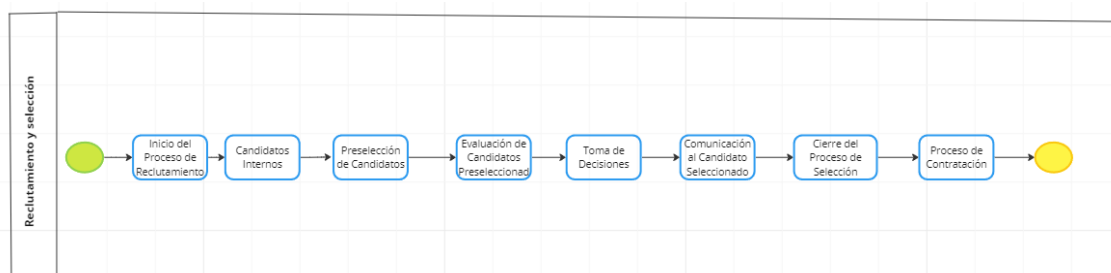 Reclutamiento y selección
Inicio del
Proceso de
Reclutamiento
Candidatos
Internos
Preselección
de Candidatos
Evaluación de
Candidatos
Preseleccionad
Toma de
Decisiones
Comunicación
al Candidato
Seleccionado
Cierre del
Proceso de
Selección
Proceso de
Contratación